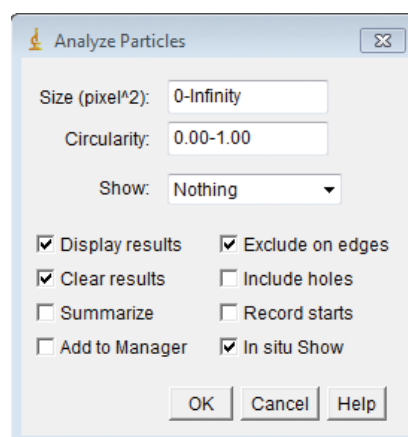 Analyze Particles
Size (pixel^2): 0-Infinity
Circularity: 0.00-1.00
Show: Nothing
Display results Exclude on edges
Clear results Include holes
Summarize Record starts
Add to Manager In situ Show
OK Cancel Help